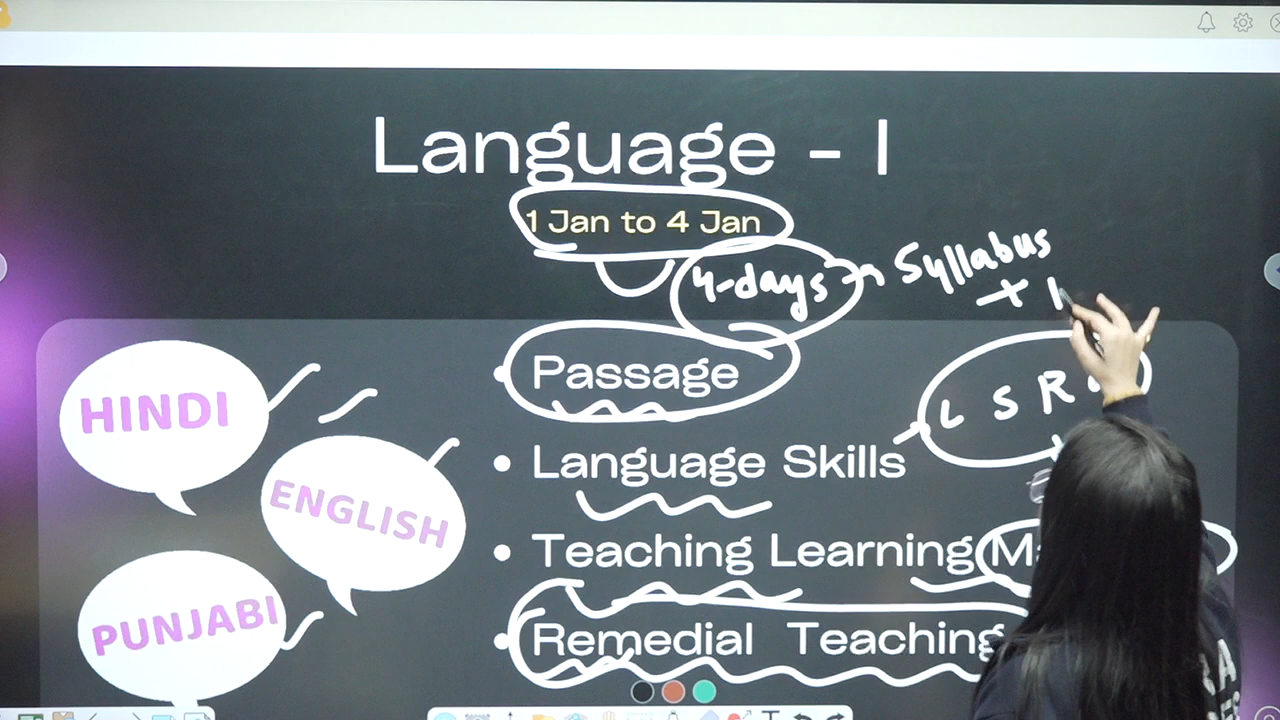 Language - I
1 Jan to 4 Jan
4-days
Syllabus
+
Passage
L S R
Language Skills
Teaching Learning
Remedial Teaching
HINDI
ENGLISH
PUNJABI